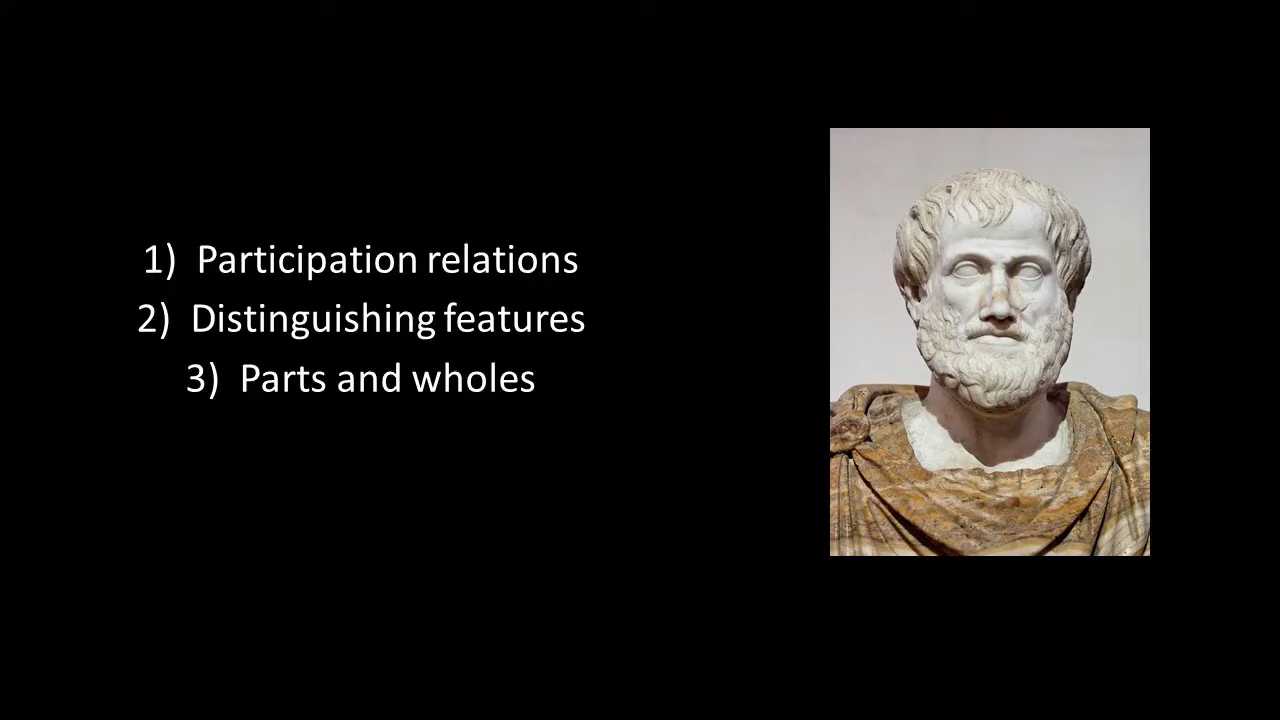 1) Participation relations
2) Distinguishing features
3) Parts and wholes